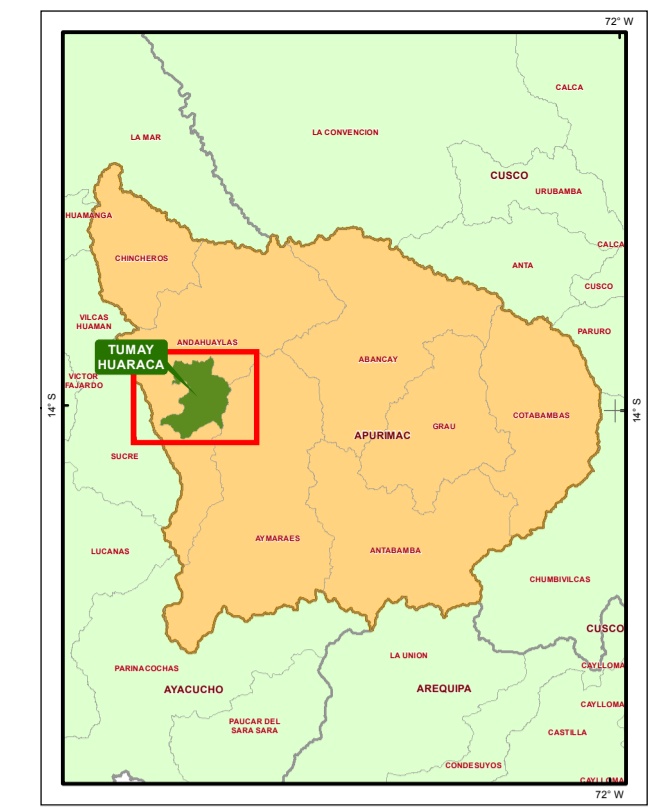 72° W
CALCA
LA MAR
LA CONVENCION
CUSCO
URUBAMBA
HUAMANGA
CALCA
CHINCHEROS
ANTA
CUSCO
VILCAS
HUAMAN
PARURO
ANDAHUAYLAS
TUMAY
HUARACA
ABANCAY
VICTOR
FAJARDO
14° S
14° S
COTABAMBAS
GRAU
APURIMAC
SUCRE
AYMARAES
ANTABAMBA
LUCANAS
CHUMBIVILCAS
CUSCO
LA UNION
CAYLLOMA
PARINACOCHAS
AYACUCHO
AREQUIPA
CAYLLOMA
PAUCAR DEL
SARA SARA
CASTILLA
CONDESUYOS
CAYLLOMA
72° W